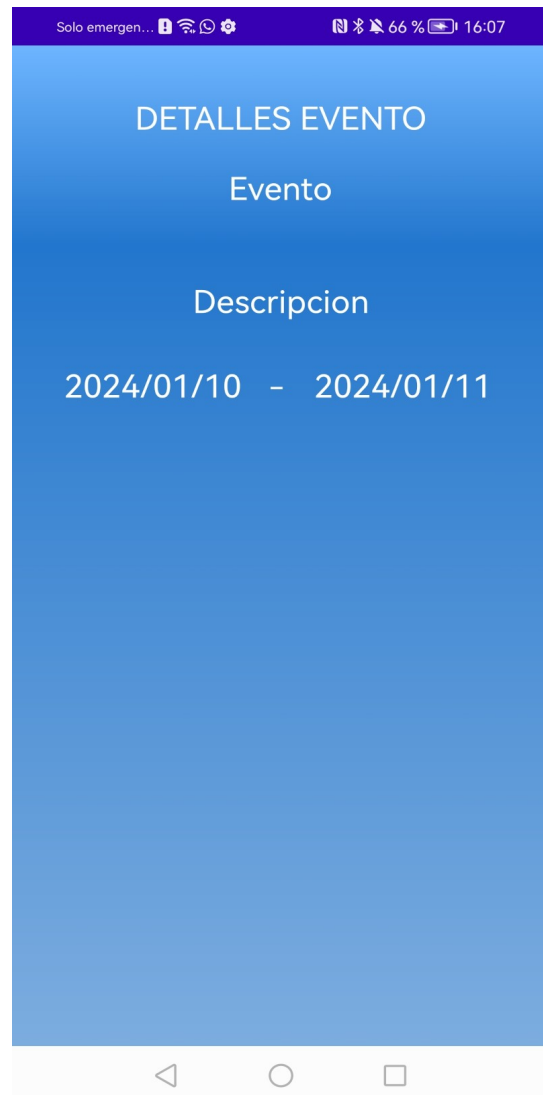 Solo emergen... 66 % 16:07
DETALLES EVENTO
Evento
Descripcion
2024/01/10 - 2024/01/11